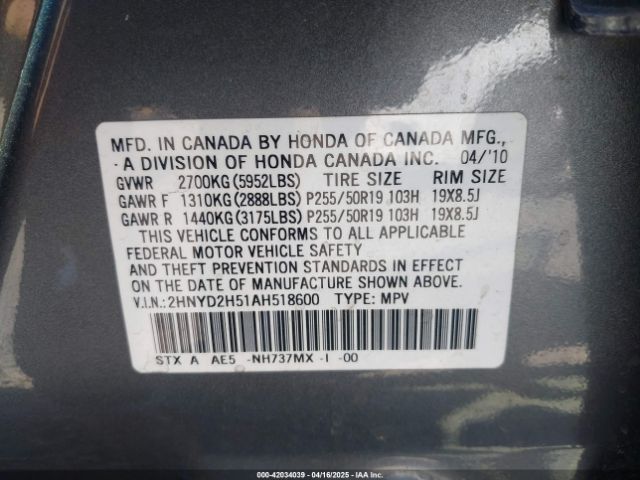 MFD. IN CANADA BY HONDA OF CANADA MFG.,
A DIVISION OF HONDA CANADA INC. 04/'10
GVWR 2700KG(5952LBS) TIRE SIZE RIM SIZE
GAWR F 1310KG(2888LBS) P255/50R19 103H 19X8.5J
GAWR R 1440KG(3175LBS) P255/50R19 103H 19X8.5J
THIS VEHICLE CONFORMS TO ALL APPLICABLE
FEDERAL MOTOR VEHICLE SAFETY
AND THEFT PREVENTION STANDARDS IN EFFECT
ON THE DATE OF MANUFACTURE SHOWN ABOVE.
V.I.N.:2HNYD2H51AH518600 TYPE: MPV
STX A AE5 -NH737MX -I -00
000-42034039 - 04/16/2025 - IAA Inc.